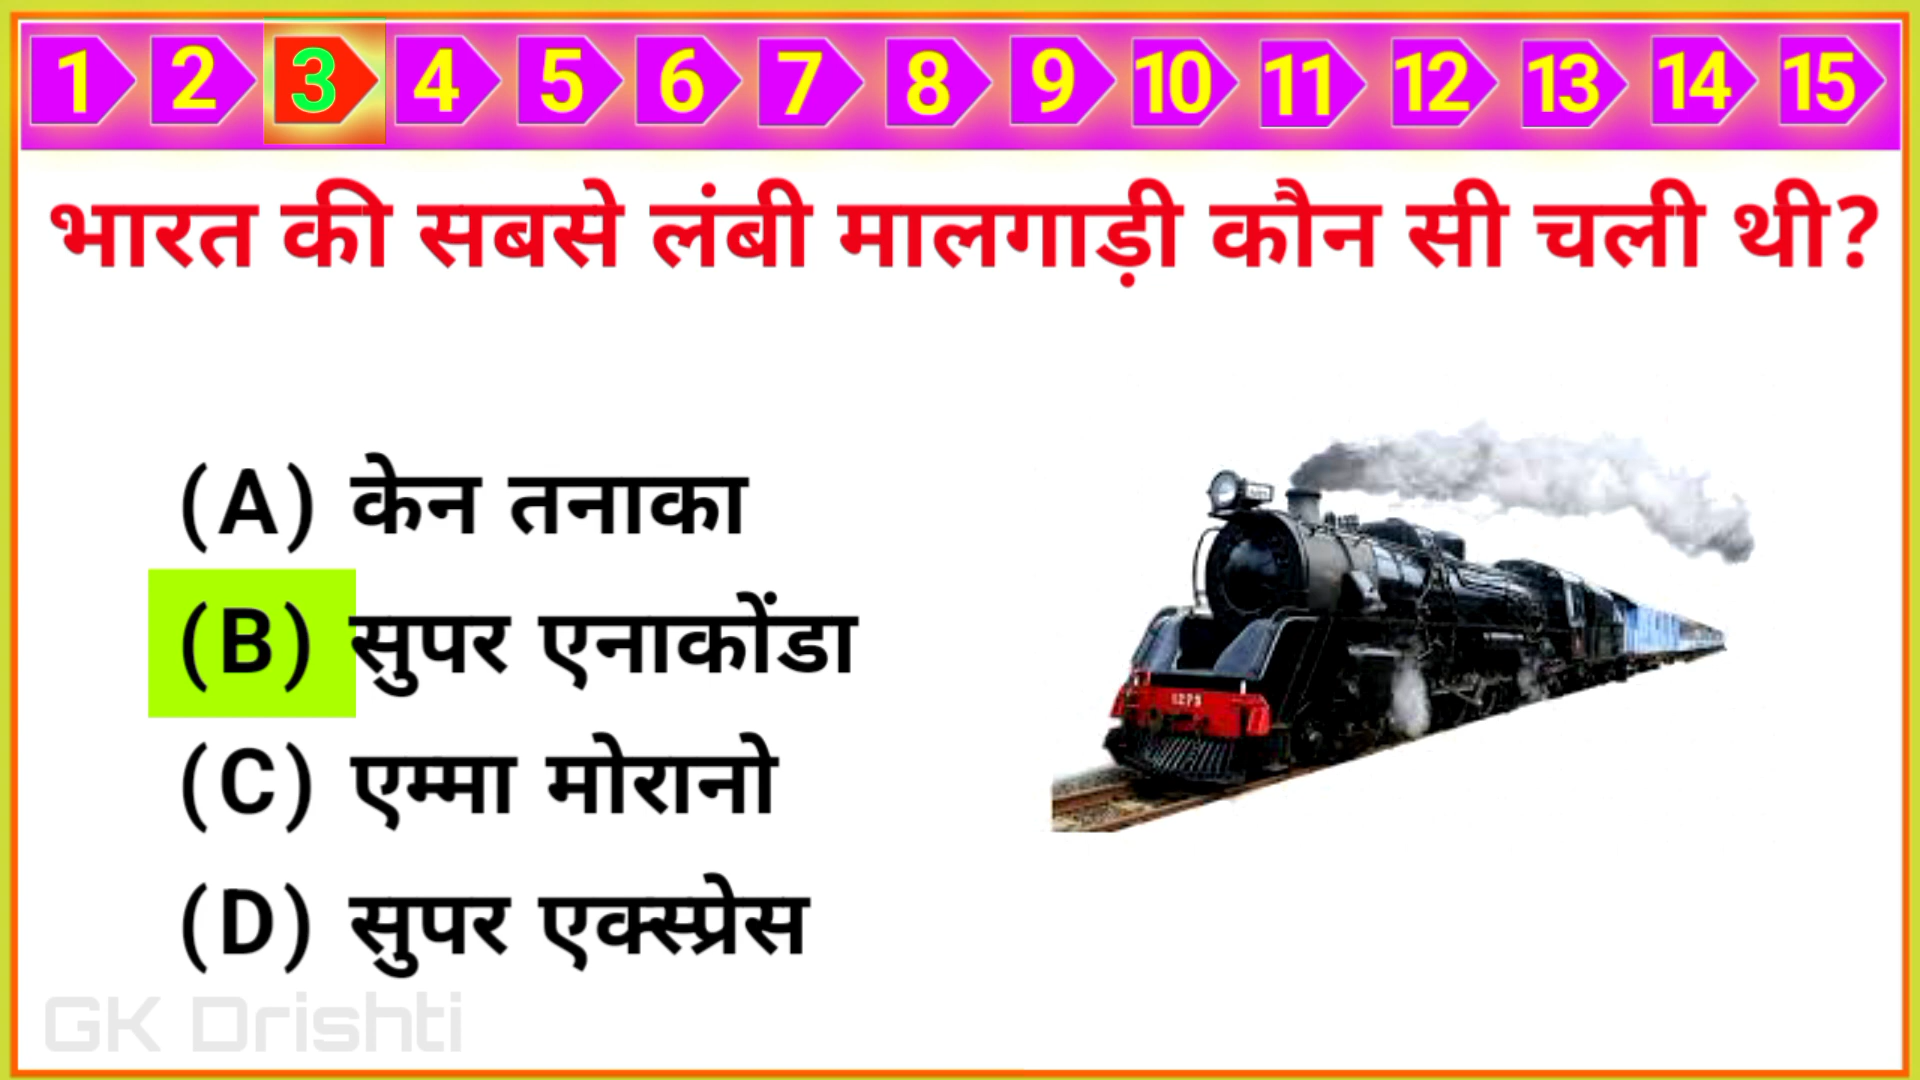 1 2 3 4 5 6 7 8 9 10 11 12 13 14 15
भारत की सबसे लंबी मालगाड़ी कौन सी चली थी?
(A) केन तनाका
(B) सुपर एनाकोंडा
(C) एम्मा मोरानो
(D) सुपर एक्स्प्रेस
1275
GK Drishti